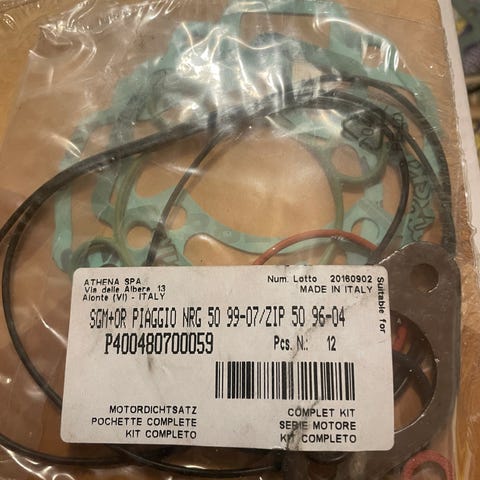 ATHENA SPA
Via delle Albere 13
Alonte (VI) - ITALY
Num. Lotto 20160902
MADE IN ITALY
Suitable for
SGM+OR PIAGGIO NRG 50 99-07/ZIP 50 96-04
P400480700059
Pcs. N.: 12
MOTORDICHTSATZ
POCHETTE COMPLETE
KIT COMPLETO
COMPLET KIT
SERIE MOTORE
KIT COMPLETO